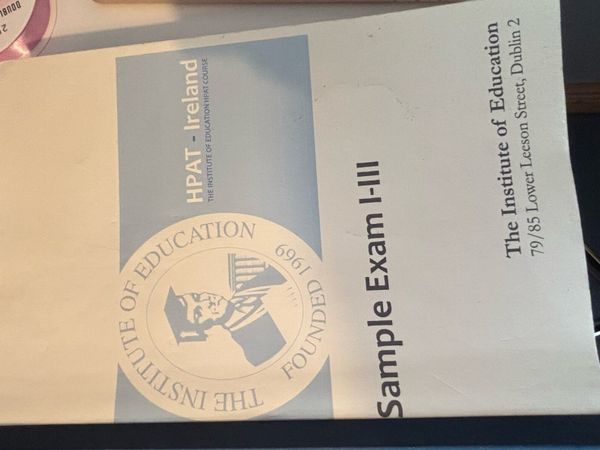 HPAT - Ireland
THE INSTITUTE OF EDUCATION HPAT COURSE
THE INSTITUTE OF EDUCATION
FOUNDED 1969
Sample Exam I-III
The Institute of Education
79/85 Lower Leeson Street, Dublin 2